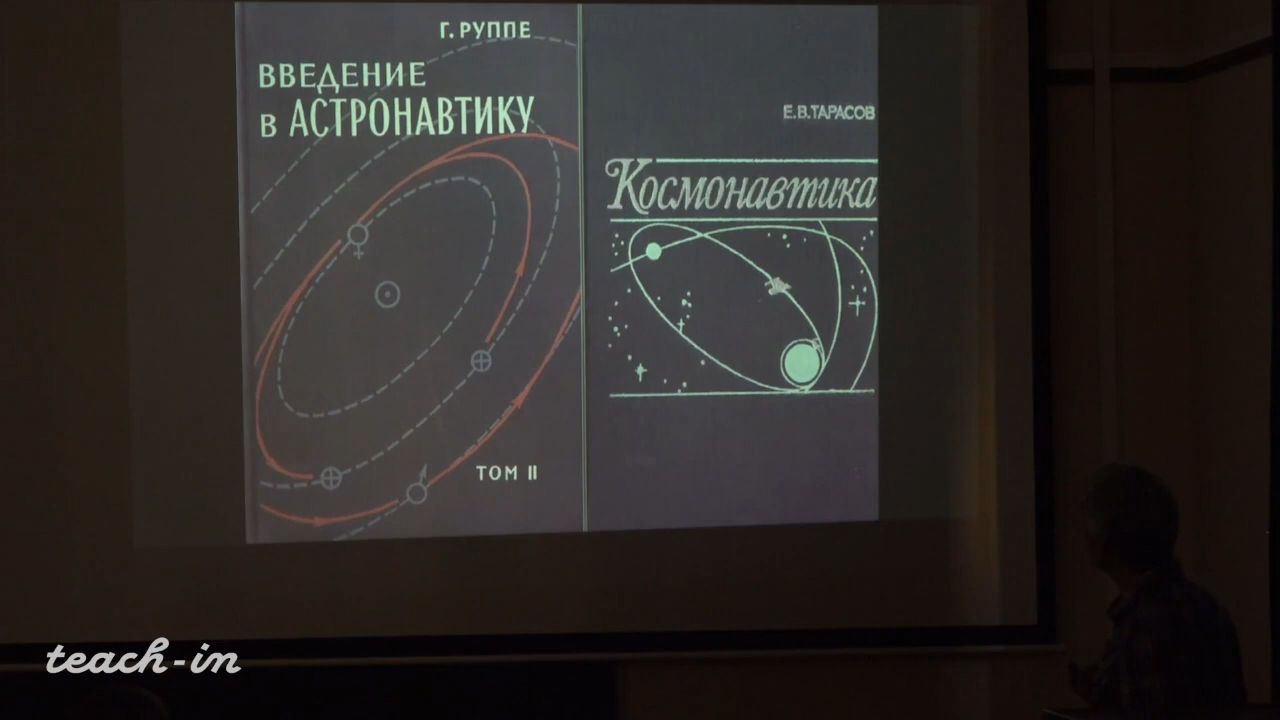 Г. РУППЕ
ВВЕДЕНИЕ
в АСТРОНАВТИКУ
ТОМ II
Е.В.ТАРАСОВ
Космонавтика
teach-in